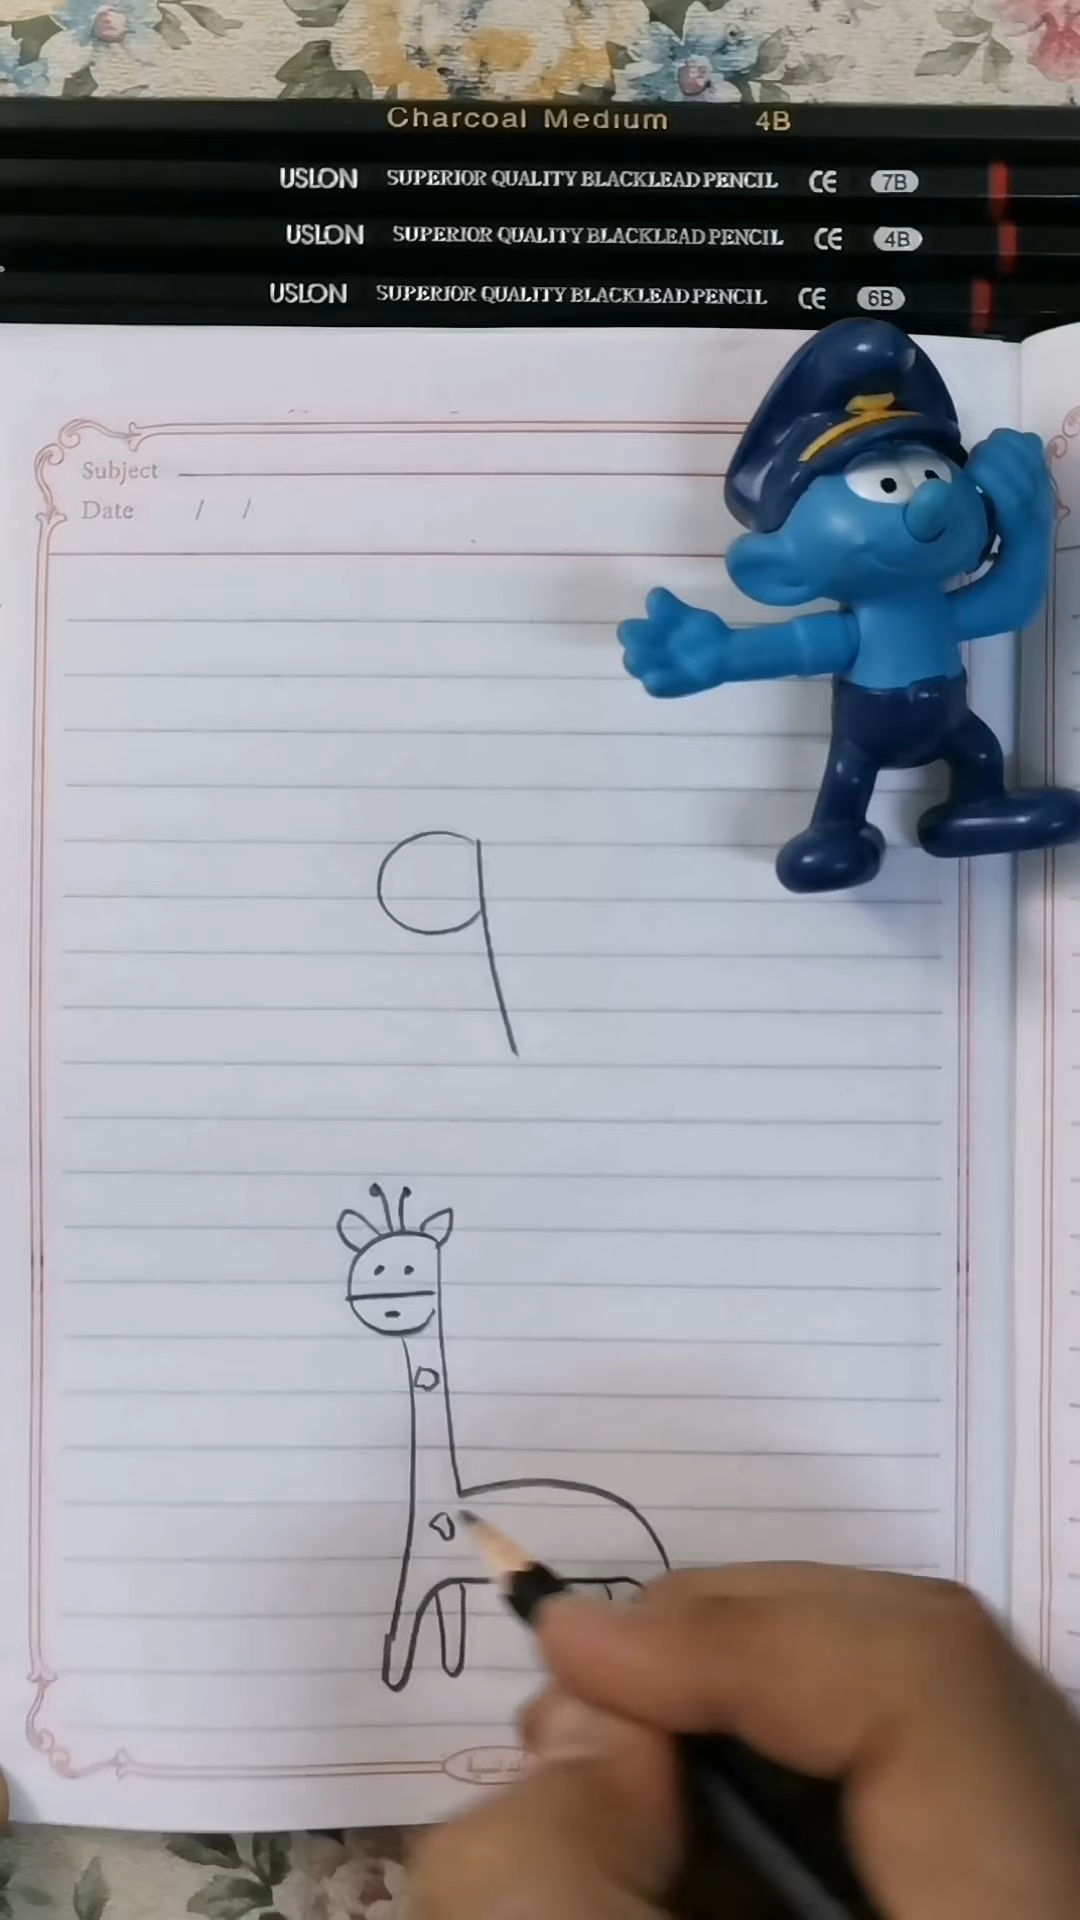 Charcoal Medium 4B
USLON SUPERIOR QUALITY BLACKLEAD PENCIL CE 7B
USLON SUPERIOR QUALITY BLACKLEAD PENCIL CE 4B
USLON SUPERIOR QUALITY BLACKLEAD PENCIL CE 6B
Subject
Date / /
9